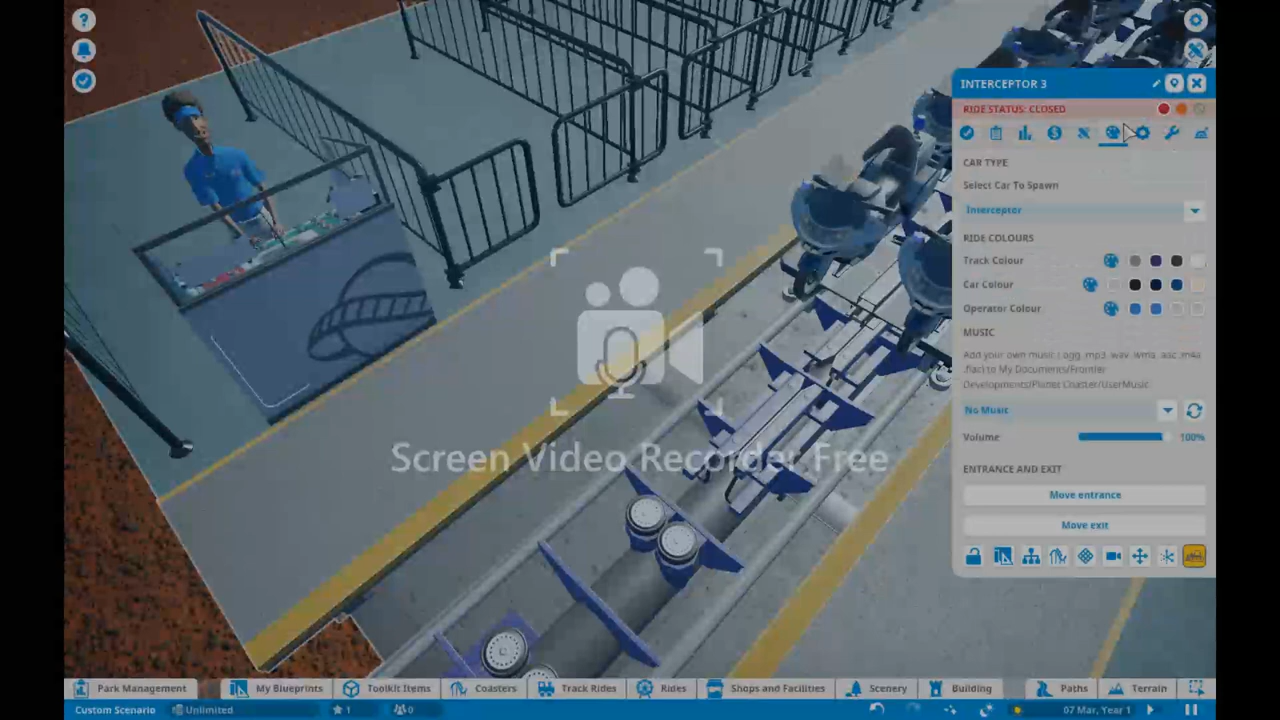 INTERCEPTOR 3
RIDE STATUS: CLOSED
CAR TYPE
Select Car To Spawn
Interceptor
RIDE COLOURS
Track Colour
Car Colour
Operator Colour
MUSIC
Add your own music (.ogg .mp3 .wav .wma .aac .m4a
.flac) to My Documents/Frontier
Developments/Planet Coaster/UserMusic
No Music
Volume 100%
ENTRANCE AND EXIT
Move entrance
Move exit
Screen Video Recorder Free
Park Management My Blueprints Toolkit Items Coasters Track Rides Rides Shops and Facilities Scenery Building Paths Terrain
Custom Scenario Unlimited 1 0 07 Mar, Year 1